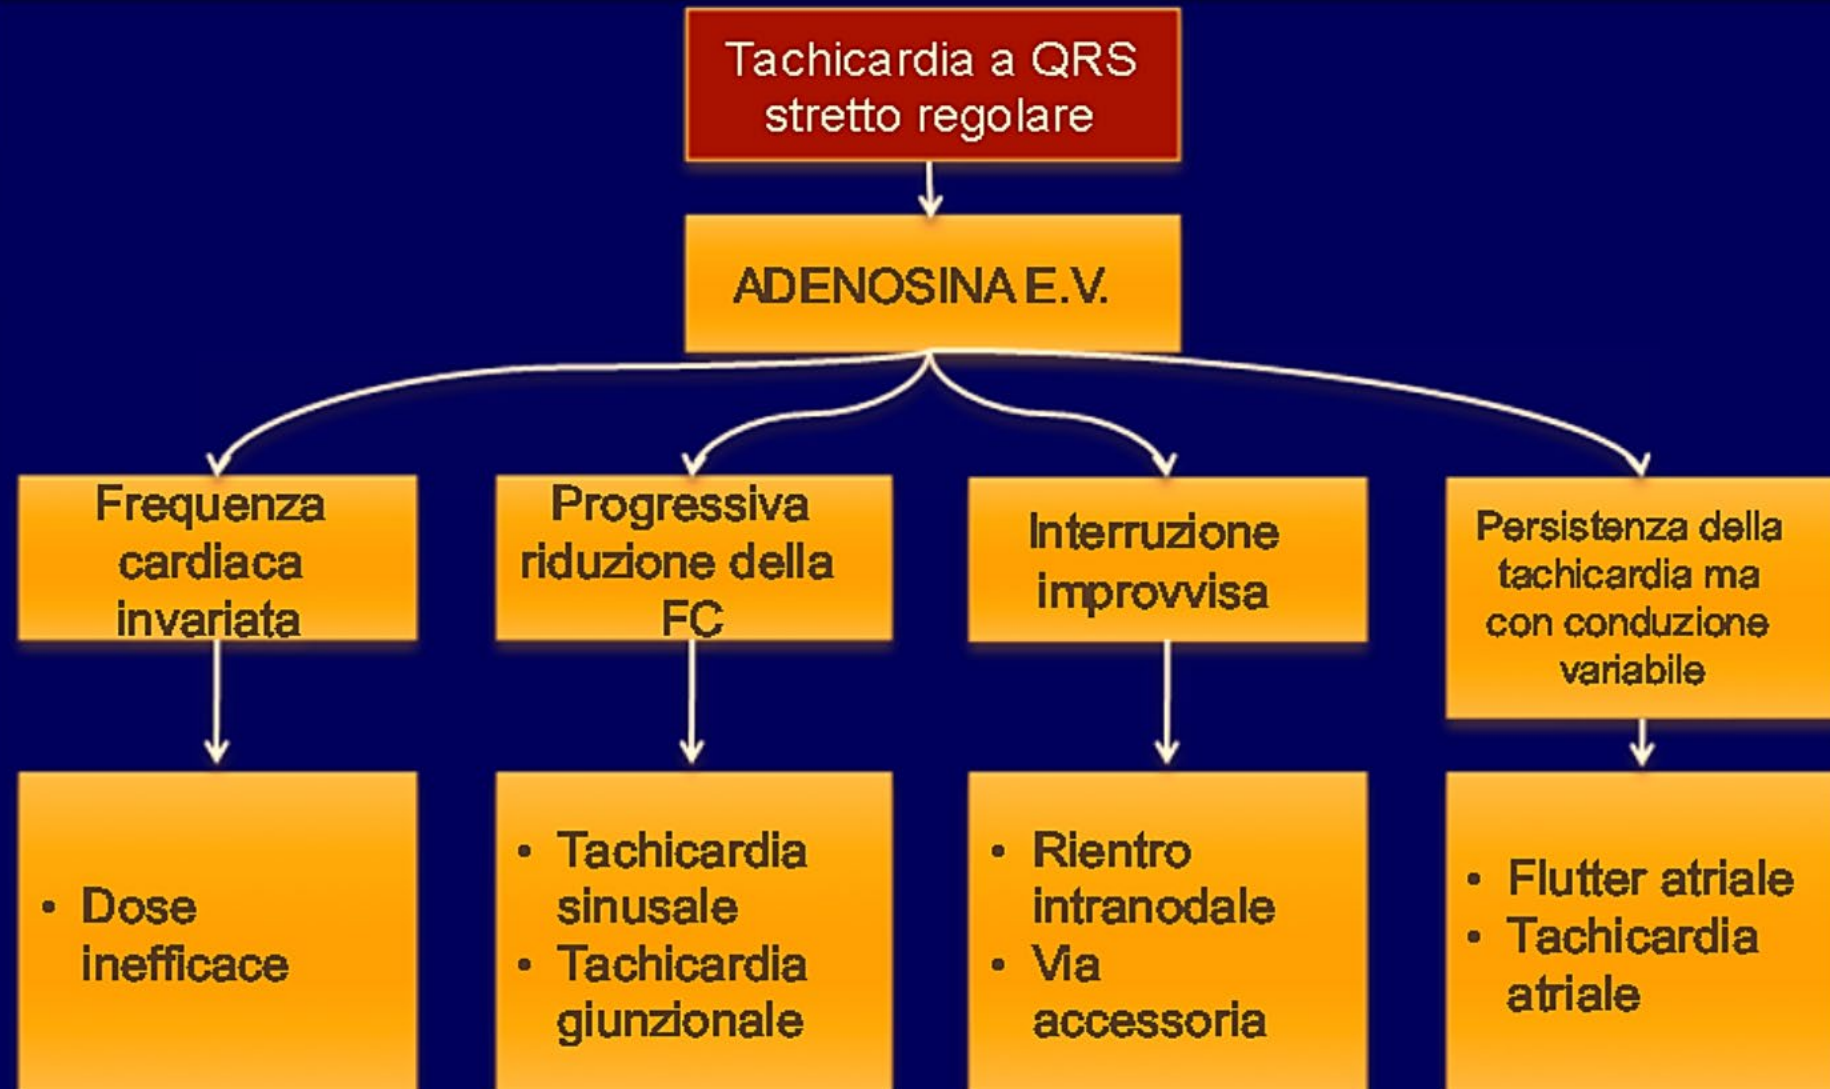 Tachicardia a QRS
stretto regolare
ADENOSINA E.V.
Frequenza
cardiaca
invariata
Progressiva
riduzione della
FC
Interruzione
improvvisa
Persistenza della
tachicardia ma
con conduzione
variabile
• Dose
inefficace
• Tachicardia
sinusale
• Tachicardia
giunzionale
• Rientro
intranodale
• Via
accessoria
• Flutter atriale
• Tachicardia
atriale